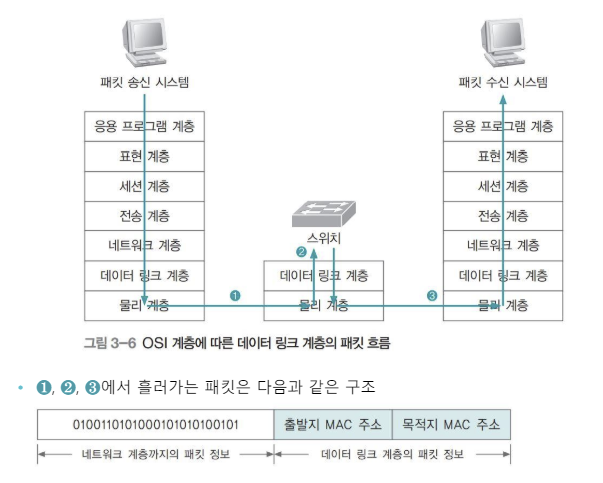 패킷 송신 시스템
패킷 수신 시스템
응용 프로그램 계층
표현 계층
세션 계층
전송 계층
네트워크 계층
데이터 링크 계층
물리 계층
스위치
❷
데이터 링크 계층
물리 계층
❶
❸
응용 프로그램 계층
표현 계층
세션 계층
전송 계층
네트워크 계층
데이터 링크 계층
물리 계층
그림 3-6 OSI 계층에 따른 데이터 링크 계층의 패킷 흐름
• ❶, ❷, ❸에서 흘러가는 패킷은 다음과 같은 구조
0100110101000101010100101 출발지 MAC 주소 목적지 MAC 주소
네트워크 계층까지의 패킷 정보 데이터 링크 계층의 패킷 정보